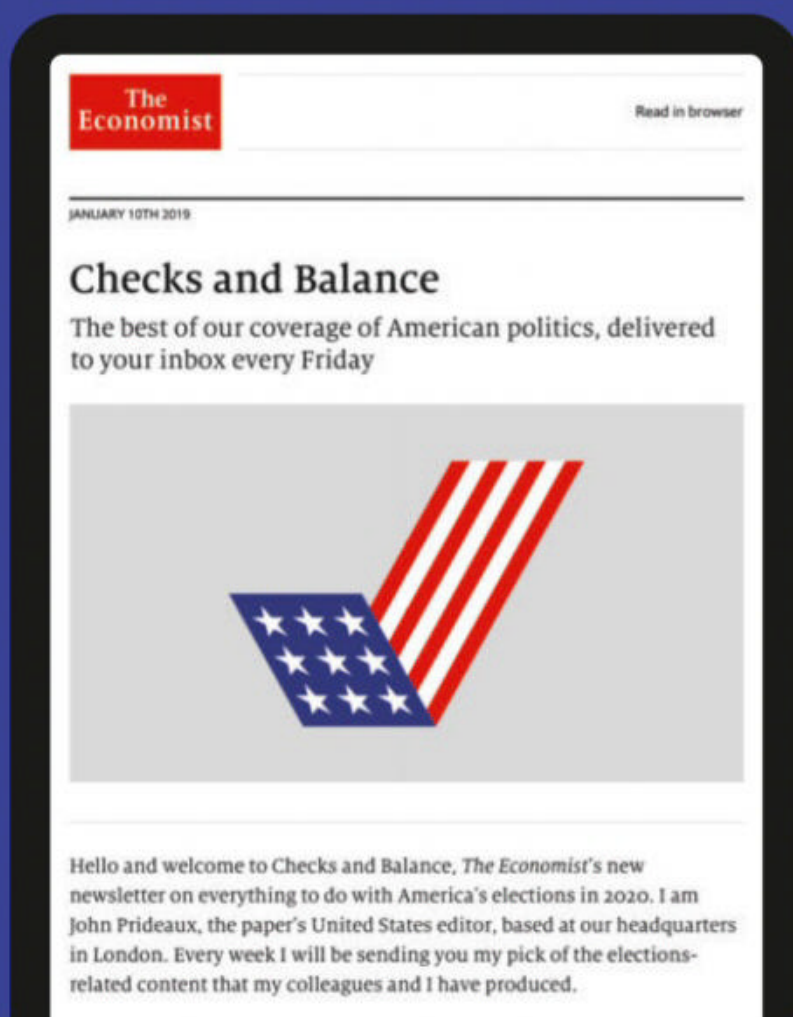 The
Economist
Read in browser
JANUARY 10TH 2019
Checks and Balance
The best of our coverage of American politics, delivered
to your inbox every Friday
Hello and welcome to Checks and Balance, The Economist's new
newsletter on everything to do with America's elections in 2020. I am
John Prideaux, the paper's United States editor, based at our headquarters
in London. Every week I will be sending you my pick of the elections-
related content that my colleagues and I have produced.